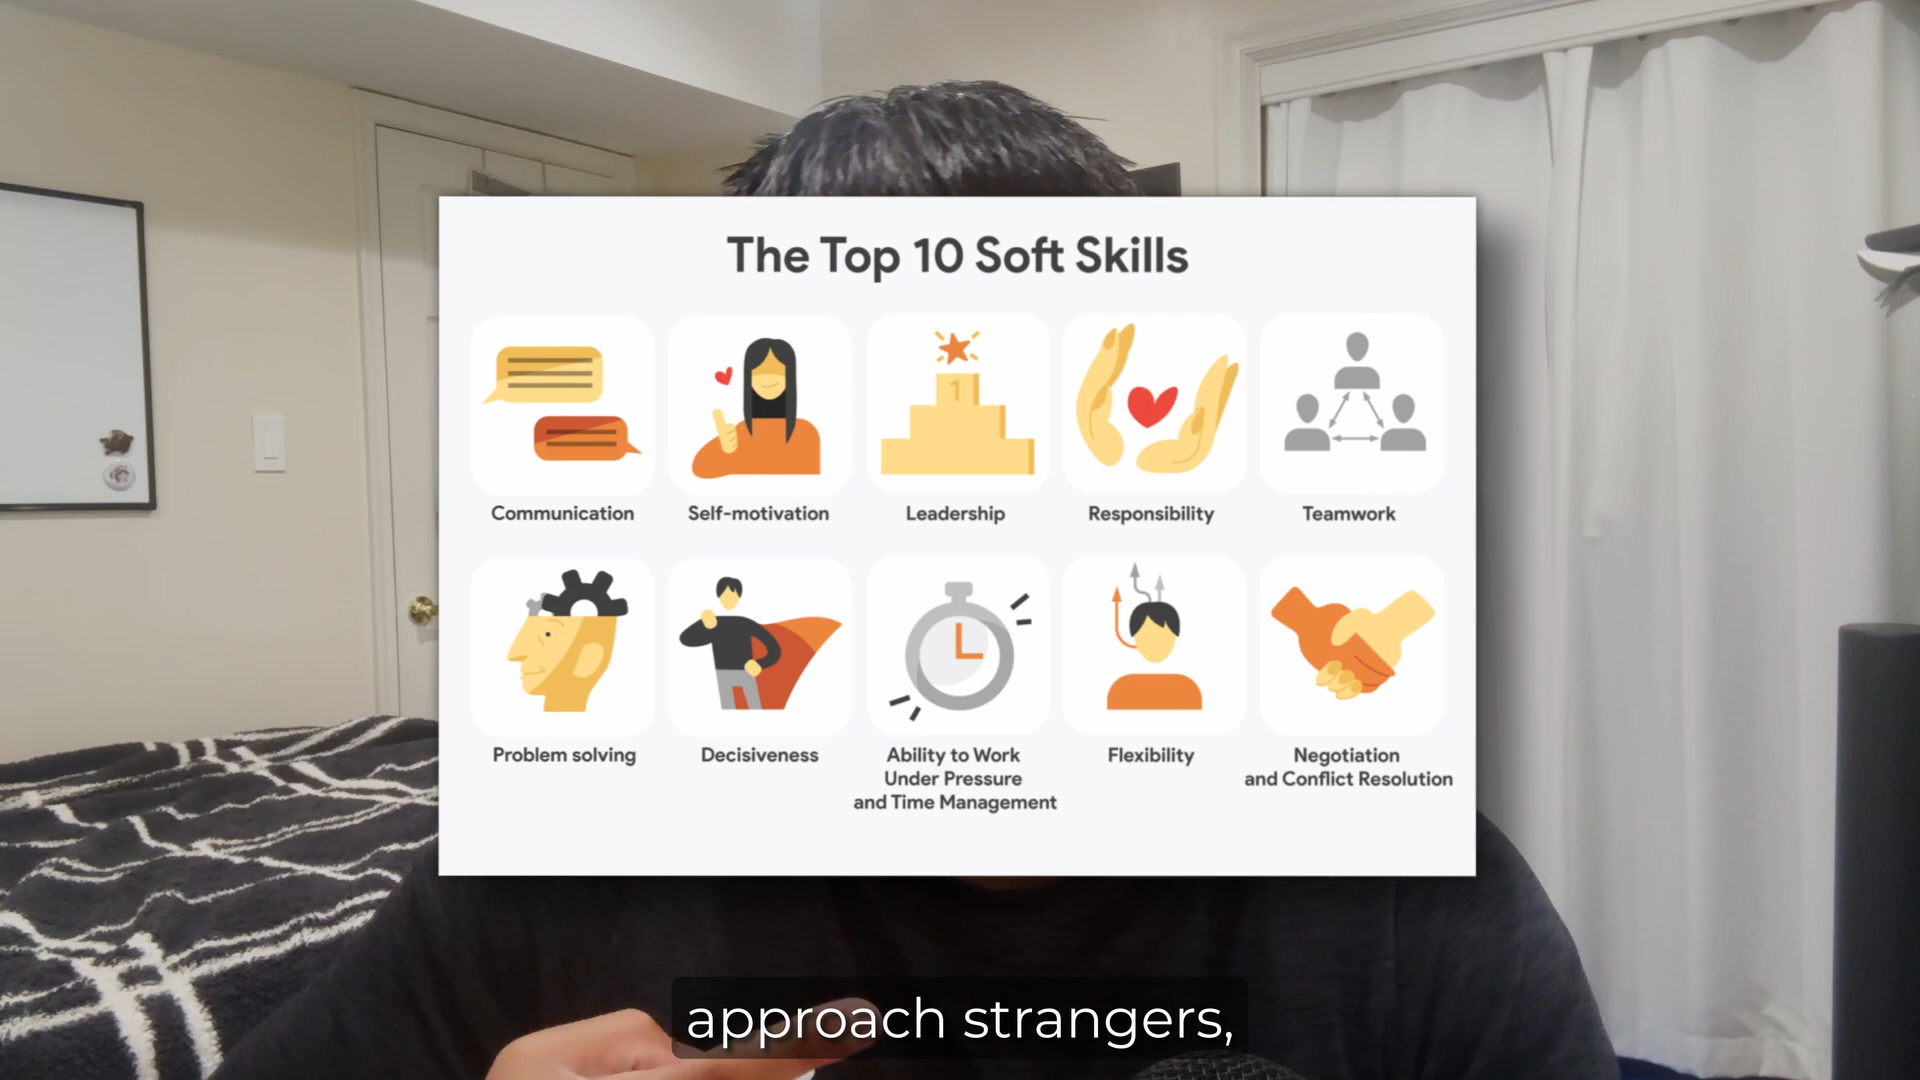 The Top 10 Soft Skills
1
Communication
Self-motivation
Leadership
Responsibility
Teamwork
Problem solving
Decisiveness
Ability to Work
Under Pressure
and Time Management
Flexibility
Negotiation
and Conflict Resolution
approach strangers,